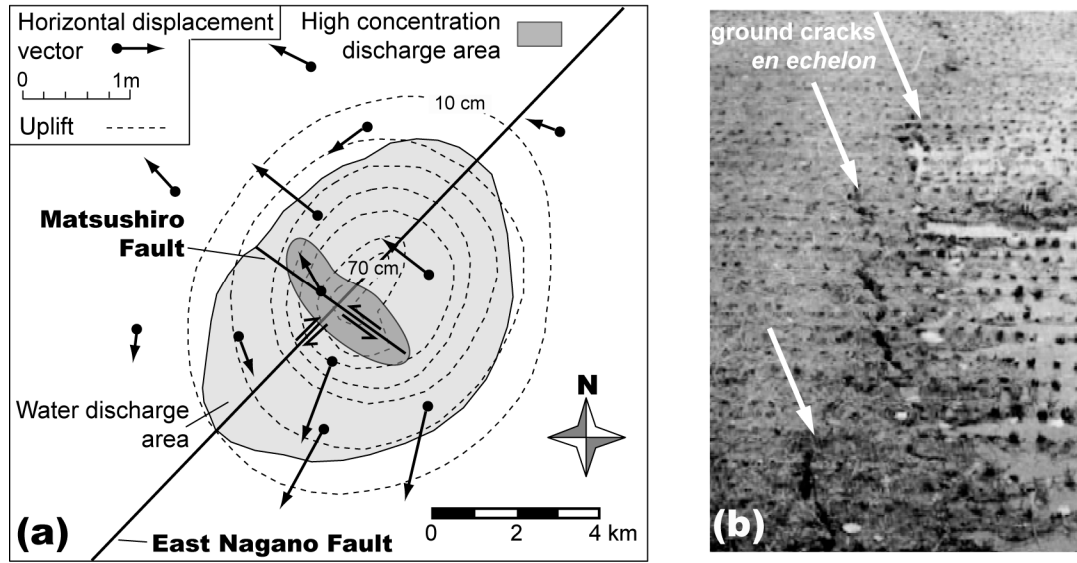 Horizontal displacement
vector
0 1m
Uplift
High concentration
discharge area
10 cm
Matsushiro
Fault
70 cm
Water discharge
area
N
0 2 4 km
(a)
East Nagano Fault
ground cracks
en echelon
(b)